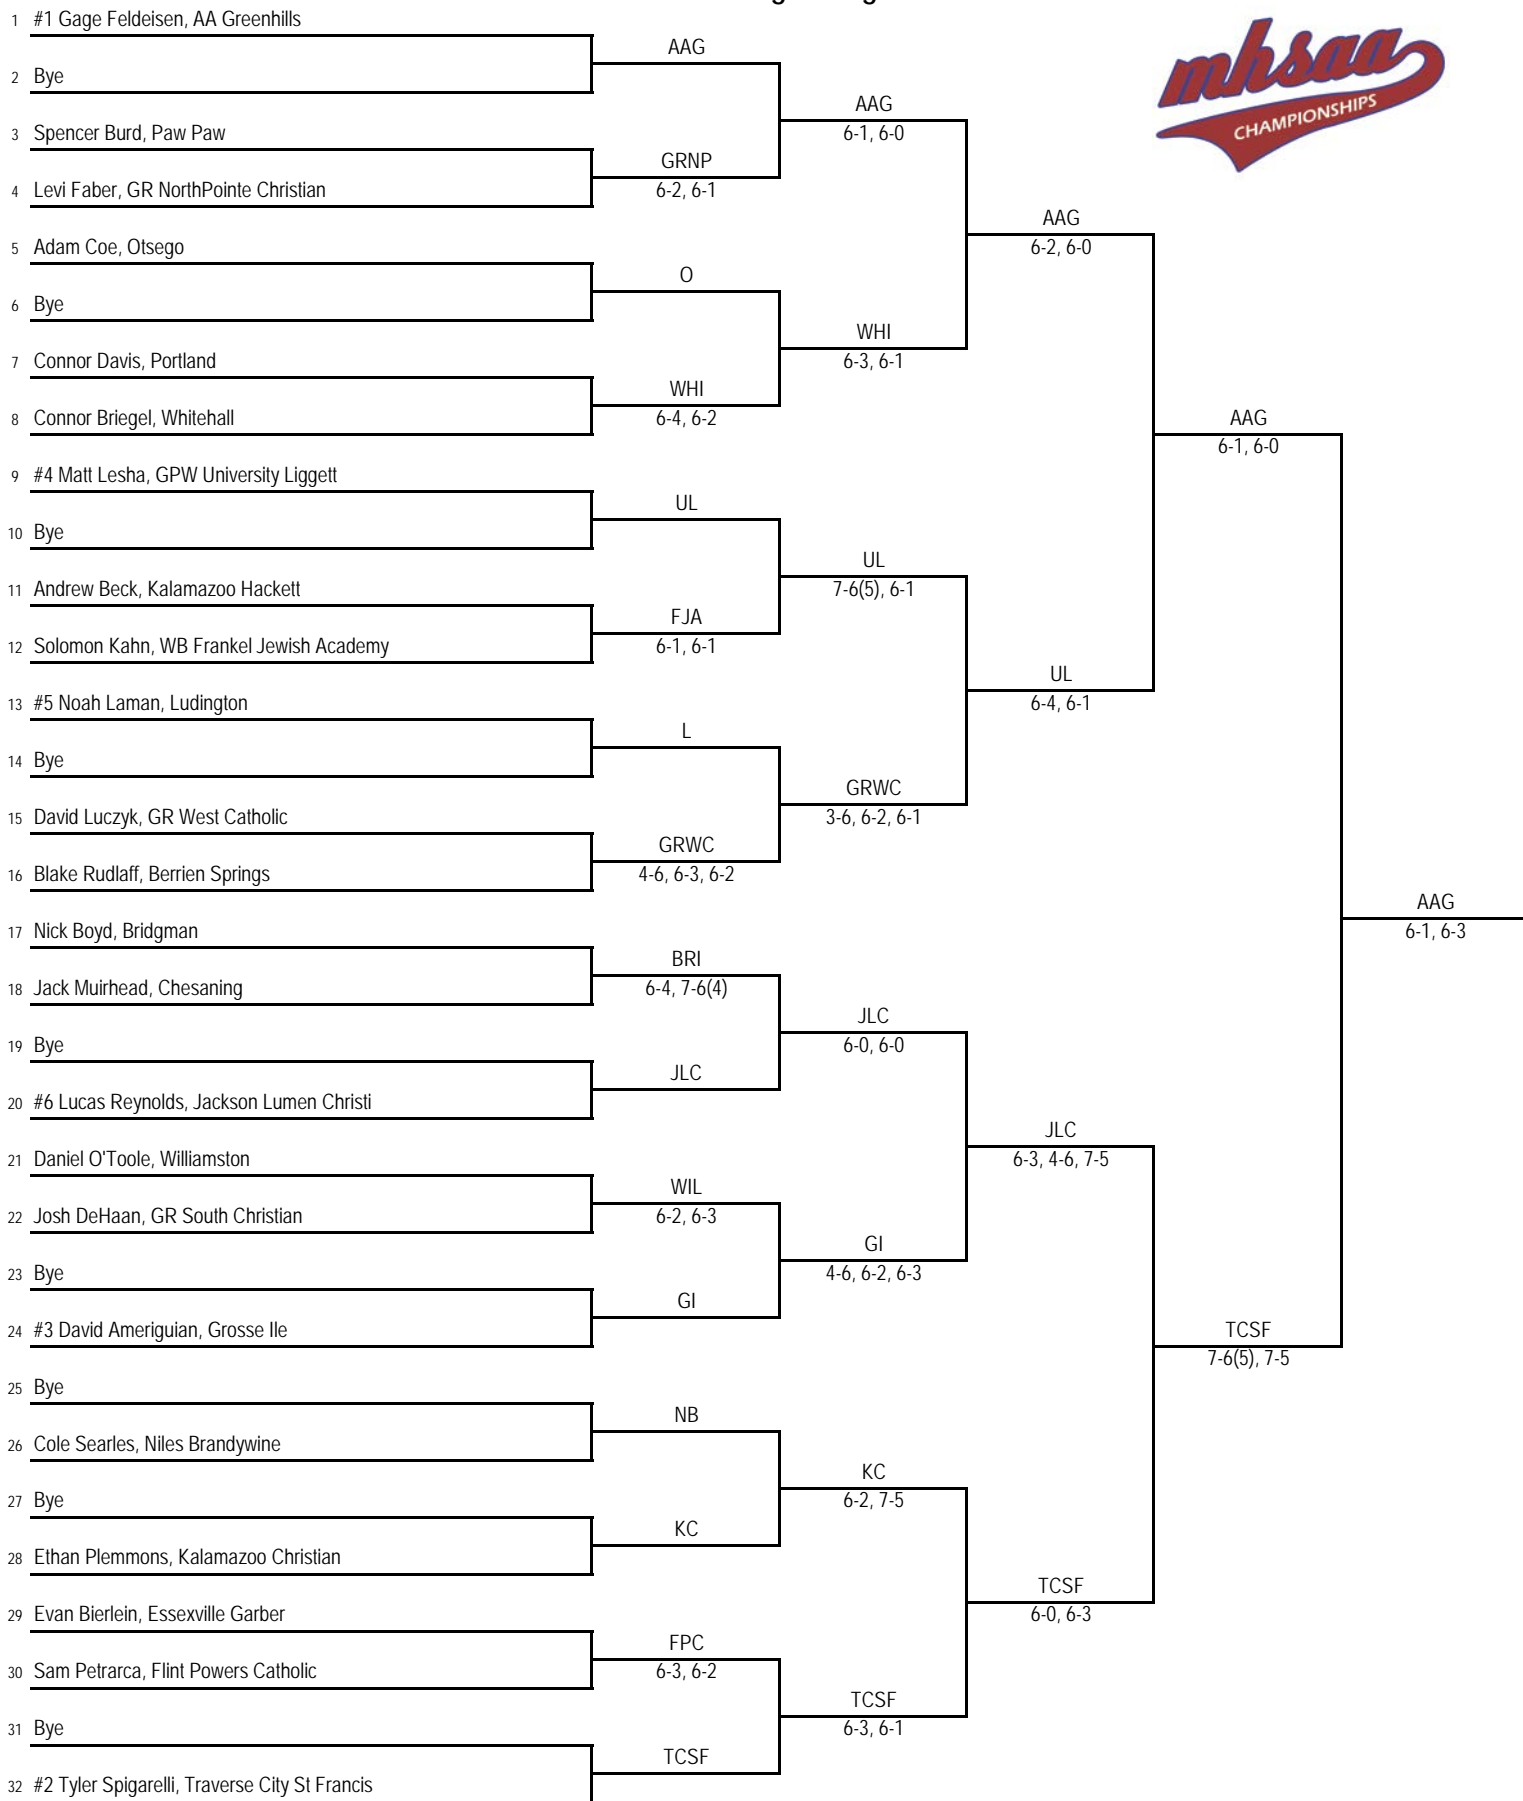 1 #1 Gage Feldeisen, AA Greenhills
2 Bye
3 Spencer Burd, Paw Paw
4 Levi Faber, GR NorthPointe Christian
5 Adam Coe, Otsego
6 Bye
7 Connor Davis, Portland
8 Connor Briegel, Whitehall
9 #4 Matt Lesha, GPW University Liggett
10 Bye
11 Andrew Beck, Kalamazoo Hackett
12 Solomon Kahn, WB Frankel Jewish Academy
13 #5 Noah Laman, Ludington
14 Bye
15 David Luczyk, GR West Catholic
16 Blake Rudlaff, Berrien Springs
17 Nick Boyd, Bridgman
18 Jack Muirhead, Chesaning
19 Bye
20 #6 Lucas Reynolds, Jackson Lumen Christi
21 Daniel O'Toole, Williamston
22 Josh DeHaan, GR South Christian
23 Bye
24 #3 David Ameriguian, Grosse Ile
25 Bye
26 Cole Searles, Niles Brandywine
27 Bye
28 Ethan Plemmons, Kalamazoo Christian
29 Evan Bierlein, Essexville Garber
30 Sam Petrarca, Flint Powers Catholic
31 Bye
32 #2 Tyler Spigarelli, Traverse City St Francis
AAG
GRNP
6-2, 6-1
O
WHI
6-4, 6-2
UL
FJA
6-1, 6-1
L
GRWC
4-6, 6-3, 6-2
BRI
6-4, 7-6(4)
JLC
WIL
6-2, 6-3
GI
NB
KC
FPC
6-3, 6-2
TCSF
AAG
6-1, 6-0
WHI
6-3, 6-1
UL
7-6(5), 6-1
GRWC
3-6, 6-2, 6-1
JLC
6-0, 6-0
GI
4-6, 6-2, 6-3
KC
6-2, 7-5
TCSF
6-3, 6-1
AAG
6-2, 6-0
UL
6-4, 6-1
JLC
6-3, 4-6, 7-5
TCSF
6-0, 6-3
AAG
6-1, 6-0
TCSF
7-6(5), 7-5
AAG
6-1, 6-3
mhsaa
CHAMPIONSHIPS